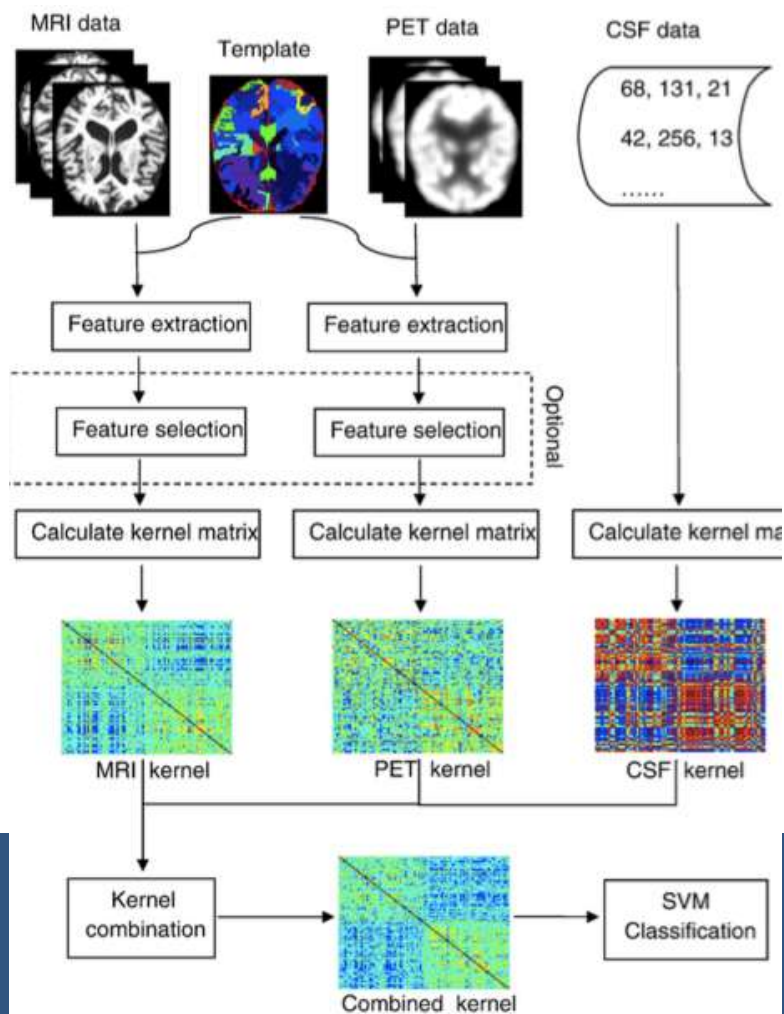 MRI data
Template
PET data
CSF data
68, 131, 21
42, 256, 13
......
Feature extraction
Feature extraction
Feature selection
Feature selection
Optional
Calculate kernel matrix
Calculate kernel matrix
Calculate kernel ma
MRI kernel
PET kernel
CSF kernel
Kernel
combination
Combined kernel
SVM
Classification